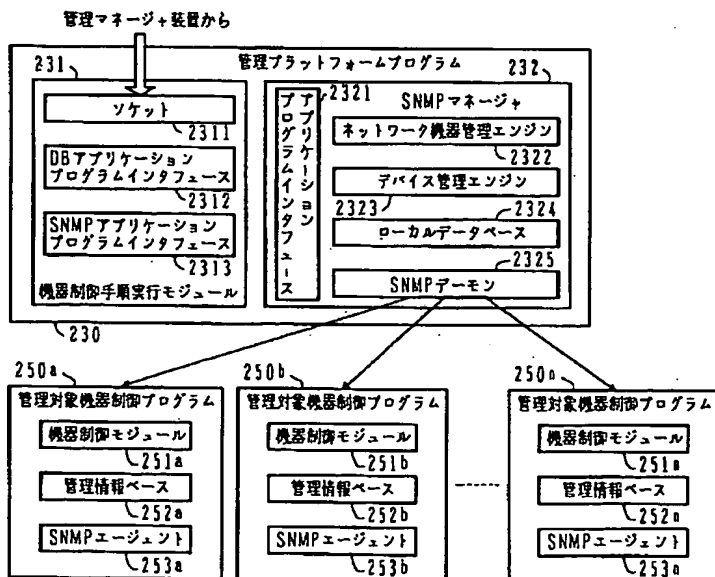 管理マネージャ装置から
管理プラットフォームプログラム
231
ソケット
2311
DBアプリケーション
プログラムインタフェース
2312
SNMPアプリケーション
プログラムインタフェース
2313
機器制御手順実行モジュール
232
アプリケーション
プログラムインタフェース
2321
SNMPマネージャ
ネットワーク機器管理エンジン
2322
デバイス管理エンジン
2323
2324
ローカルデータベース
2325
SNMPデーモン
230
250a
管理対象機器制御プログラム
機器制御モジュール
251a
管理情報ベース
252a
SNMPエージェント
253a
250b
管理対象機器制御プログラム
機器制御モジュール
251b
管理情報ベース
252b
SNMPエージェント
253b
250n
管理対象機器制御プログラム
機器制御モジュール
251n
管理情報ベース
252n
SNMPエージェント
253n